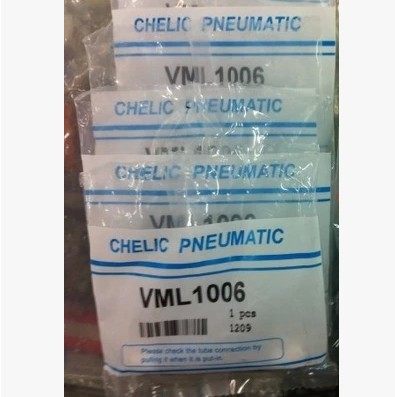 CHELIC PNEUMATIC
VML1006
CHELIC PNEUMATIC
CHELIC PNEUMATIC
CHELIC PNEUMATIC
VML1006
1 pcs
1209
Please check the tube connection by
pulling it when it is put-in.